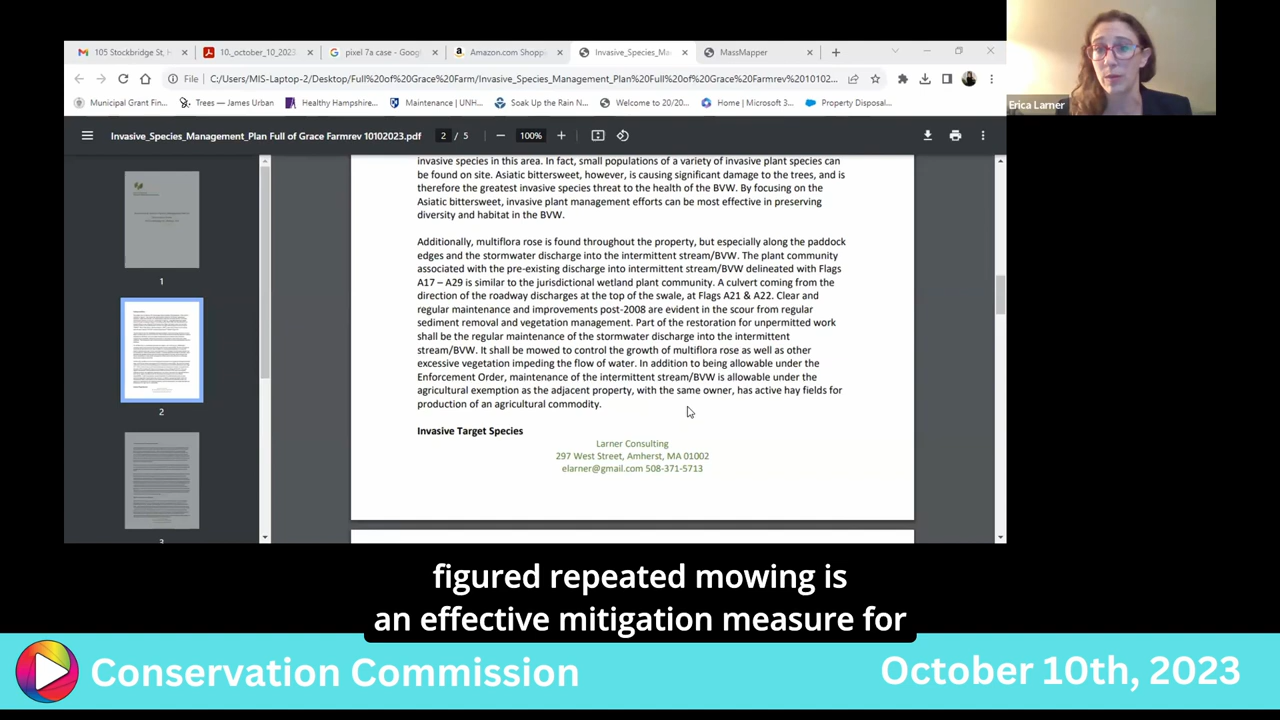 105 Stockbridge St, H
10._october_10_2023
pixel 7a case - Goog
Amazon.com Shopp
Invasive_Species_Ma
MassMapper
File
C:/Users/MIS-Laptop-2/Desktop/Full%20of%20Grace%20Farm/Invasive_Species_Management_Plan%20Full%20of%20Grace%20Farmrev%2010102...
Municipal Grant Fin...
Trees — James Urban
Healthy Hampshire...
Maintenance | UNH...
Soak Up the Rain N...
Welcome to 20/20...
Home | Microsoft 3...
Property Disposal...
Erica Larner
Invasive_Species_Management_Plan Full of Grace Farmrev 10102023.pdf
2 / 5
100%
1
2
3
invasive species in this area. In fact, small populations of a variety of invasive plant species can
be found on site. Asiatic bittersweet, however, is causing significant damage to the trees, and is
therefore the greatest invasive species threat to the health of the BVW. By focusing on the
Asiatic bittersweet, invasive plant management efforts can be most effective in preserving
diversity and habitat in the BVW.
Additionally, multiflora rose is found throughout the property, but especially along the paddock
edges and the stormwater discharge into the intermittent stream/BVW. The plant community
associated with the pre-existing discharge into intermittent stream/BVW delineated with Flags
A17 – A29 is similar to the jurisdictional wetland plant community. A culvert coming from the
direction of the roadway discharges at the top of the swale, at Flags A21 & A22. Clear and
regular maintenance and improvements post-2008 are evident in the scour from regular
sediment removal and vegetation management. Part of the restoration for unpermitted work
shall be the regular maintenance of the stormwater discharge into the intermittent
stream/BVW. It shall be mowed to control the growth of multiflora rose as well as other
excessive vegetation impeding the flow of water. In addition to being allowable under the
Enforcement Order, maintenance of the intermittent stream/BVW is allowable under the
agricultural exemption as the adjacent property, with the same owner, has active hay fields for
production of an agricultural commodity.
Invasive Target Species
Larner Consulting
297 West Street, Amherst, MA 01002
elarner@gmail.com 508-371-5713
figured repeated mowing is
an effective mitigation measure for
Conservation Commission
October 10th, 2023